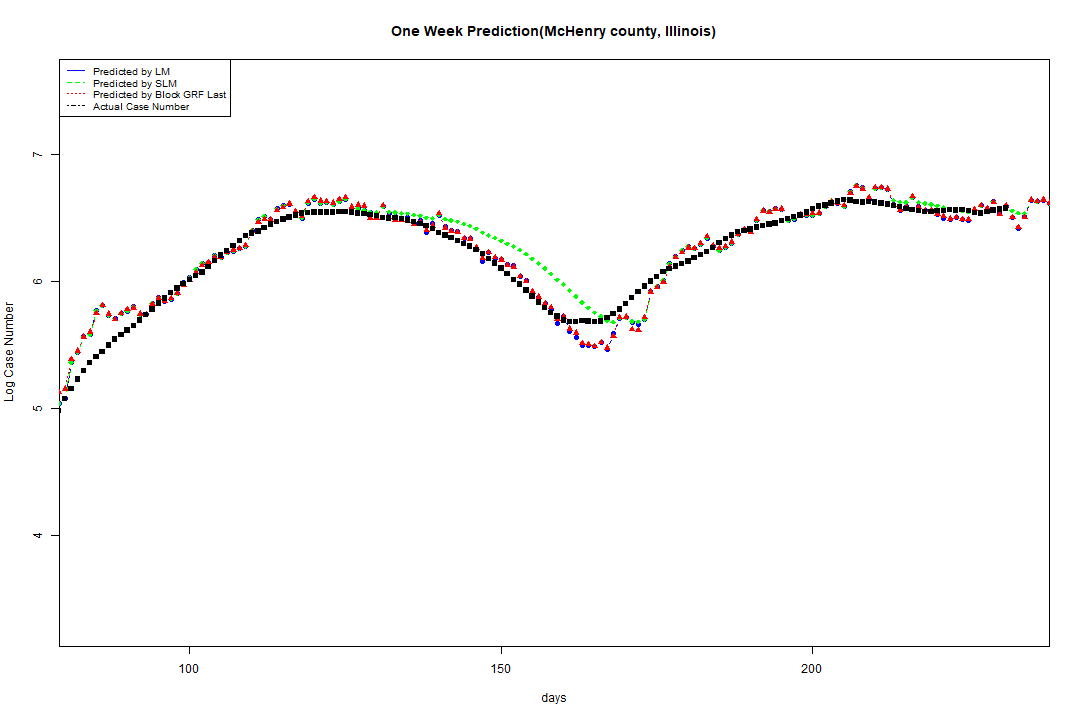 One Week Prediction(McHenry county, Illinois)
Predicted by LM
Predicted by SLM
Predicted by Block GRF Last
Actual Case Number
7
6
5
4
Log Case Number
100 150 200
days